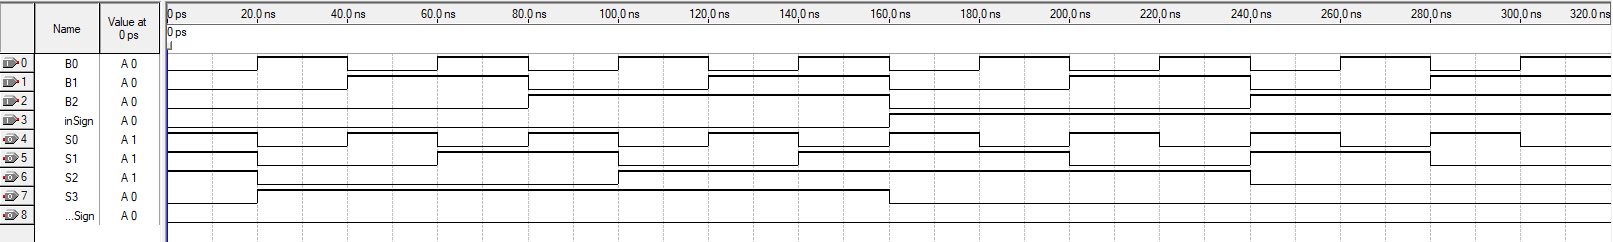 Name
Value at
0 ps
0 ps 20.0 ns 40.0 ns 60.0 ns 80.0 ns 100.0 ns 120.0 ns 140.0 ns 160.0 ns 180.0 ns 200.0 ns 220.0 ns 240.0 ns 260.0 ns 280.0 ns 300.0 ns 320.0 ns
0 ps
0 B0 A 0
1 B1 A 0
2 B2 A 0
3 inSign A 0
4 S0 A 1
5 S1 A 1
6 S2 A 1
7 S3 A 0
8 ...Sign A 0